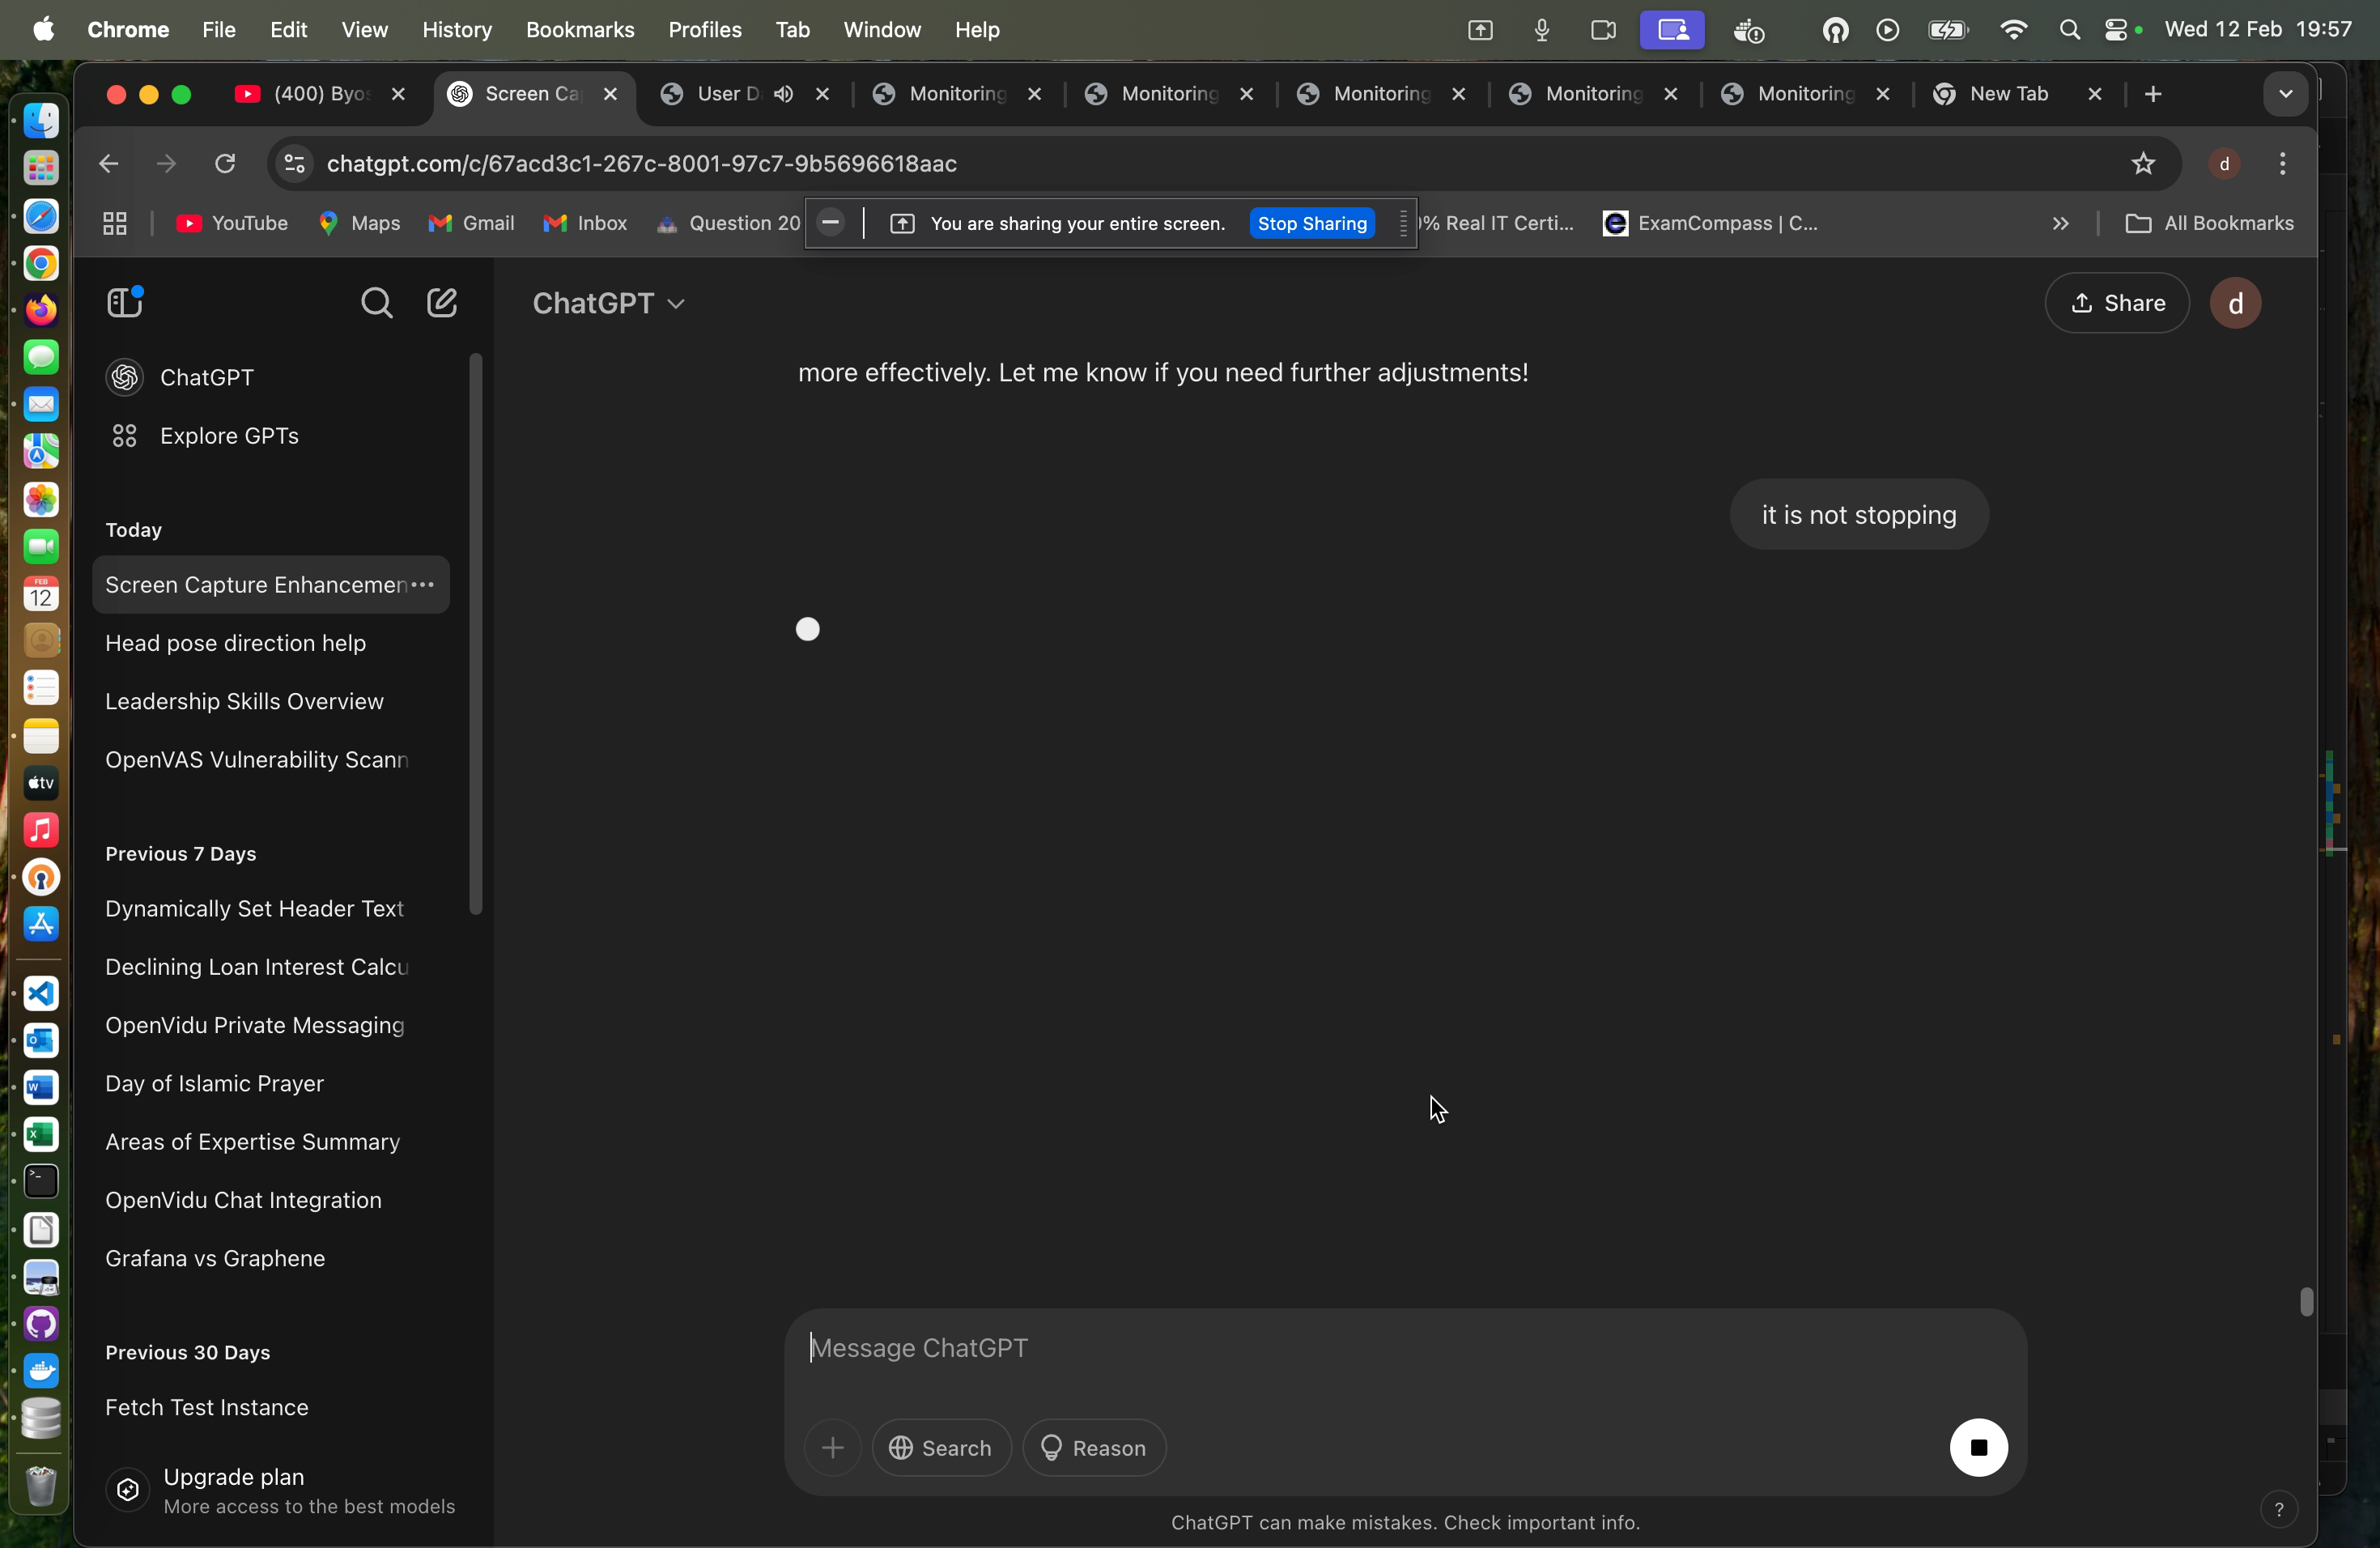 Chrome File Edit View History Bookmarks Profiles Tab Window Help Wed 12 Feb 19:57
(400) Byos Screen Ca User D Monitoring Monitoring Monitoring Monitoring Monitoring New Tab
chatgpt.com/c/67acd3c1-267c-8001-97c7-9b5696618aac d
YouTube Maps Gmail Inbox Question 20 You are sharing your entire screen. Stop Sharing % Real IT Certi... ExamCompass | C... All Bookmarks
ChatGPT Share d
ChatGPT
more effectively. Let me know if you need further adjustments!
Explore GPTs
it is not stopping
Today
Screen Capture Enhancemen
Head pose direction help
Leadership Skills Overview
OpenVAS Vulnerability Scann
Previous 7 Days
Dynamically Set Header Text
Declining Loan Interest Calcu
OpenVidu Private Messaging
Day of Islamic Prayer
Areas of Expertise Summary
OpenVidu Chat Integration
Grafana vs Graphene
Previous 30 Days
Fetch Test Instance
Upgrade plan
More access to the best models
Message ChatGPT
Search Reason
ChatGPT can make mistakes. Check important info.
?
FEB
12
tv